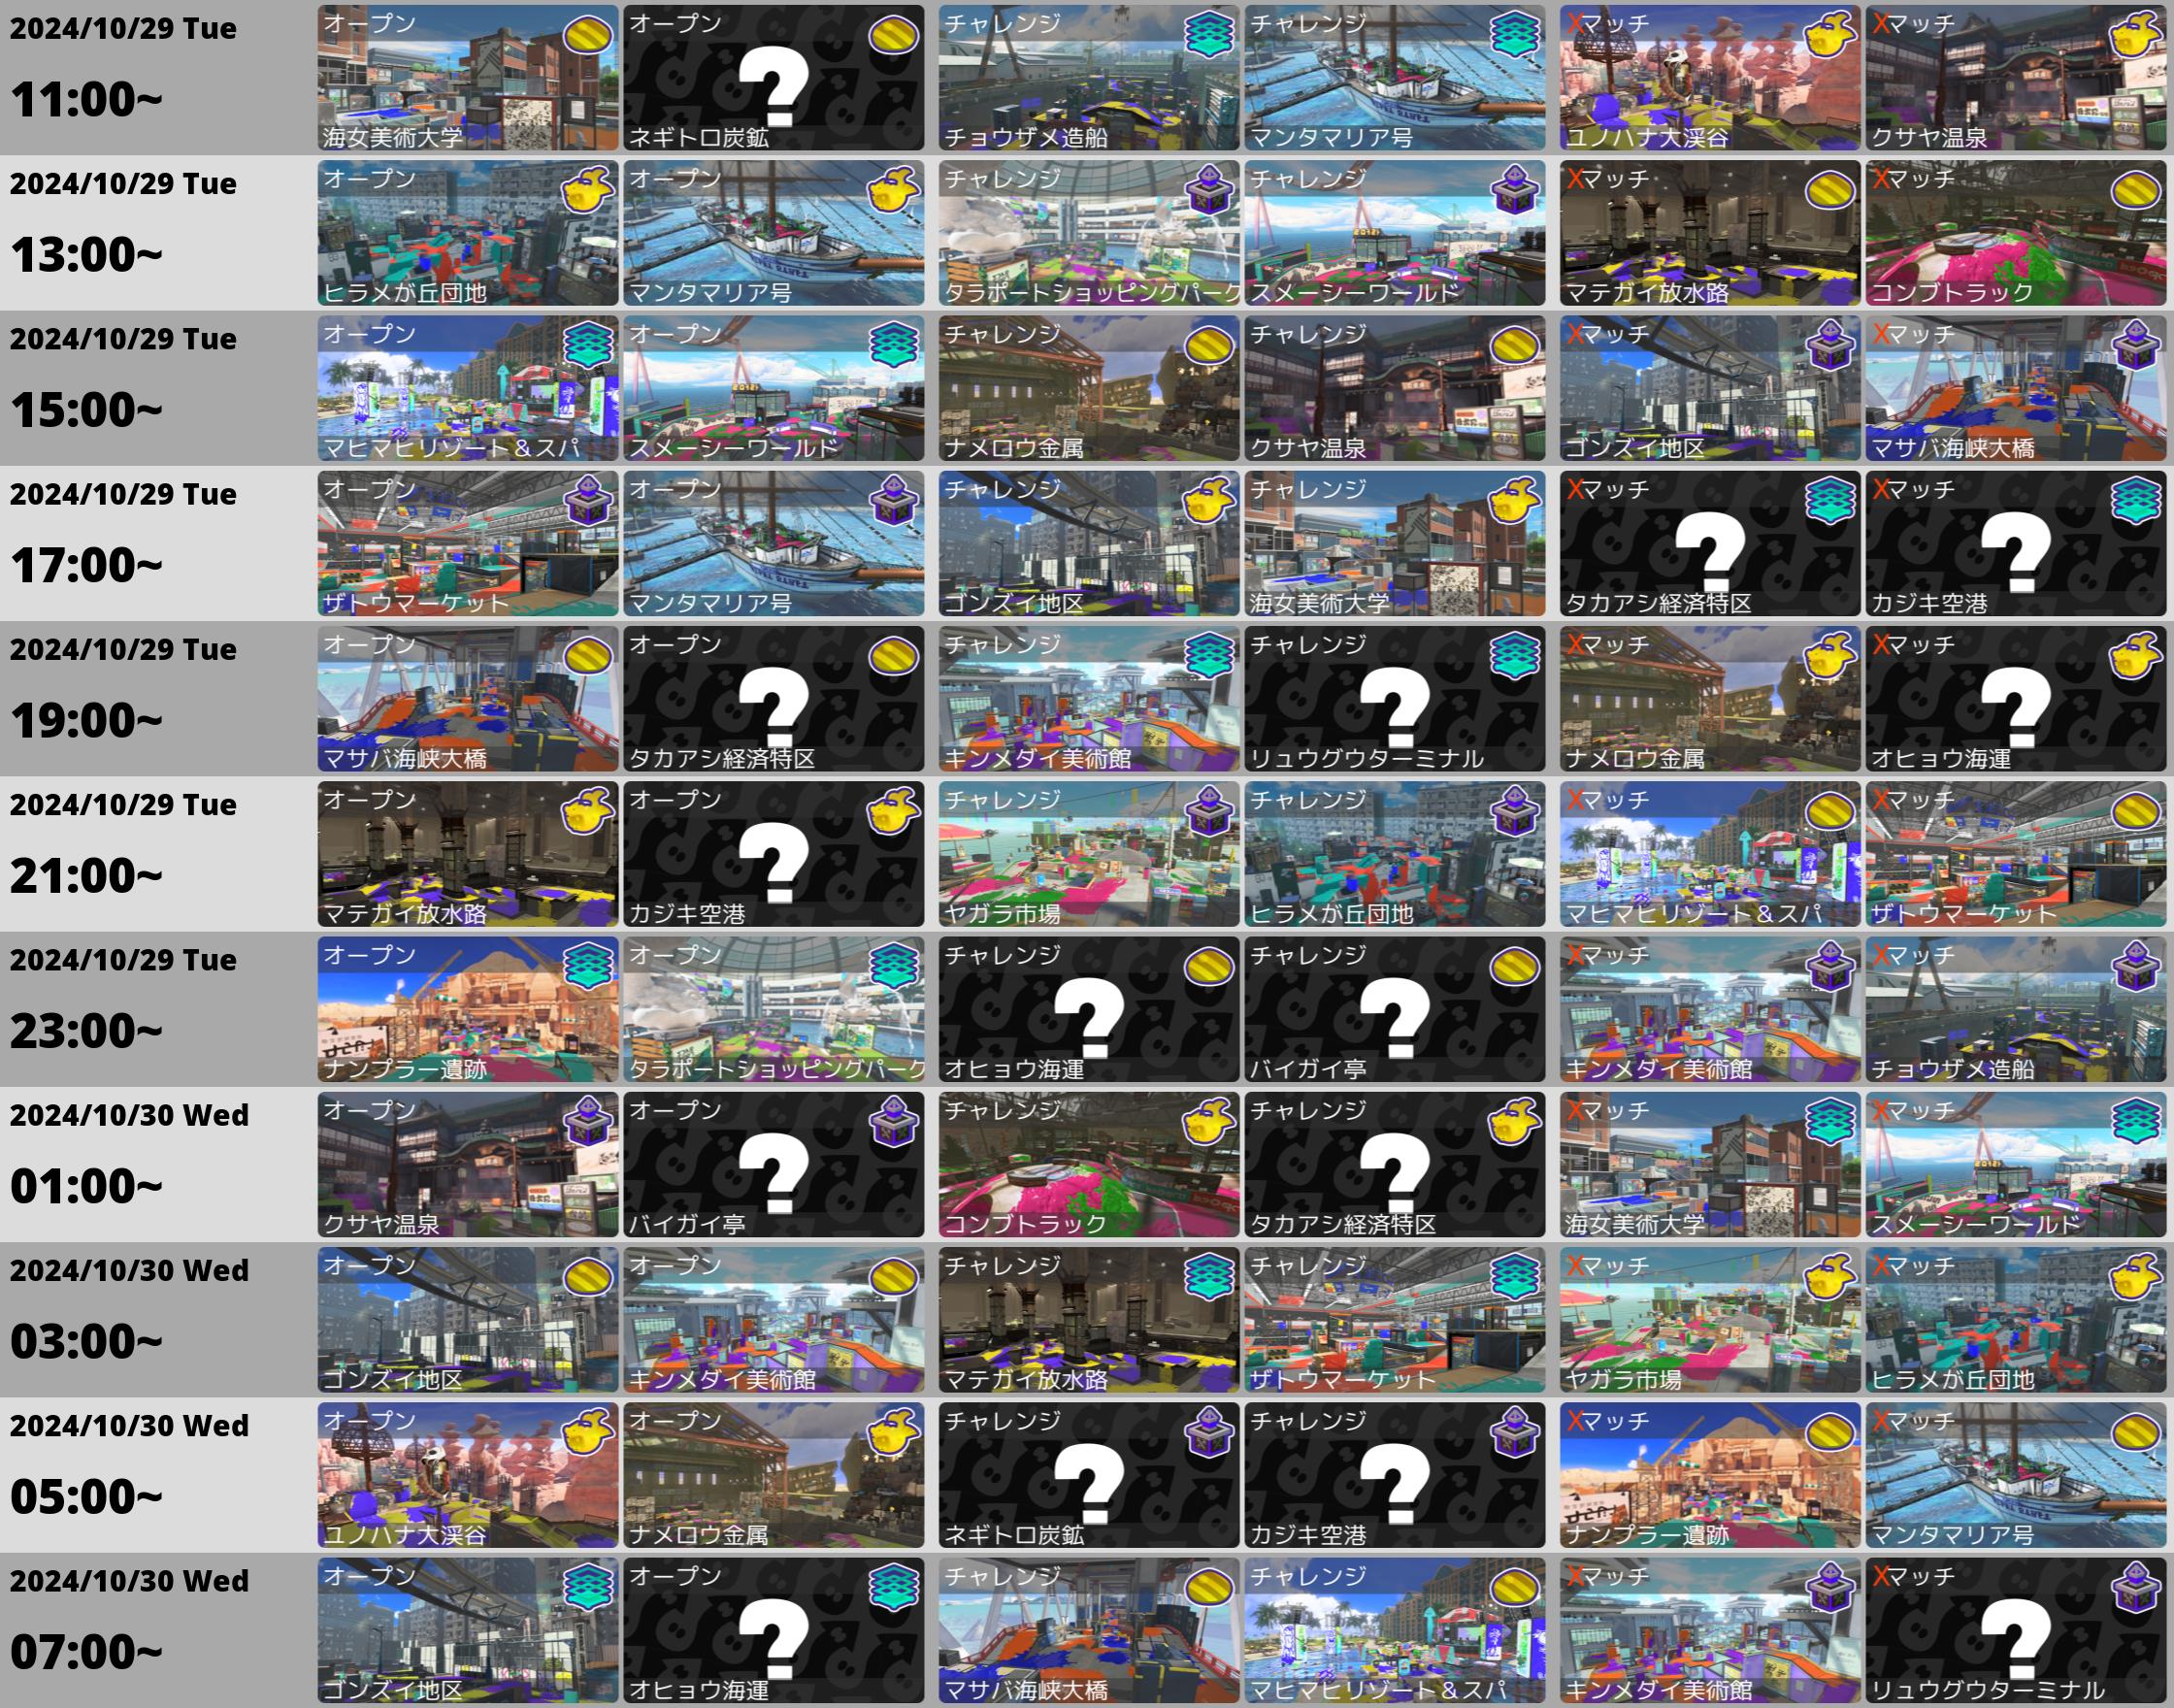 2024/10/29 Tue
11:00~
オープン
海女美術大学
オープン
ネギトロ炭鉱
チャレンジ
チョウザメ造船
チャレンジ
マンタマリア号
Xマッチ
ユノハナ大渓谷
Xマッチ
クサヤ温泉
2024/10/29 Tue
13:00~
オープン
ヒラメが丘団地
オープン
マンタマリア号
チャレンジ
タラポートショッピングパーク
チャレンジ
スメーシーワールド
Xマッチ
マテガイ放水路
Xマッチ
コンブトラック
2024/10/29 Tue
15:00~
オープン
マヒマヒリゾート＆スパ
オープン
スメーシーワールド
チャレンジ
ナメロウ金属
チャレンジ
クサヤ温泉
Xマッチ
ゴンズイ地区
Xマッチ
マサバ海峡大橋
2024/10/29 Tue
17:00~
オープン
ザトウマーケット
オープン
マンタマリア号
チャレンジ
ゴンズイ地区
チャレンジ
海女美術大学
Xマッチ
タカアシ経済特区
Xマッチ
カジキ空港
2024/10/29 Tue
19:00~
オープン
マサバ海峡大橋
オープン
タカアシ経済特区
チャレンジ
キンメダイ美術館
チャレンジ
リュウグウターミナル
Xマッチ
ナメロウ金属
Xマッチ
オヒョウ海運
2024/10/29 Tue
21:00~
オープン
マテガイ放水路
オープン
カジキ空港
チャレンジ
ヤガラ市場
チャレンジ
ヒラメが丘団地
Xマッチ
マヒマヒリゾート＆スパ
Xマッチ
ザトウマーケット
2024/10/29 Tue
23:00~
オープン
ナンプラー遺跡
オープン
タラポートショッピングパーク
チャレンジ
オヒョウ海運
チャレンジ
バイガイ亭
Xマッチ
キンメダイ美術館
Xマッチ
チョウザメ造船
2024/10/30 Wed
01:00~
オープン
クサヤ温泉
オープン
バイガイ亭
チャレンジ
コンブトラック
チャレンジ
タカアシ経済特区
Xマッチ
海女美術大学
Xマッチ
スメーシーワールド
2024/10/30 Wed
03:00~
オープン
ゴンズイ地区
オープン
キンメダイ美術館
チャレンジ
マテガイ放水路
チャレンジ
ザトウマーケット
Xマッチ
ヤガラ市場
Xマッチ
ヒラメが丘団地
2024/10/30 Wed
05:00~
オープン
ユノハナ大渓谷
オープン
ナメロウ金属
チャレンジ
ネギトロ炭鉱
チャレンジ
カジキ空港
Xマッチ
ナンプラー遺跡
Xマッチ
マンタマリア号
2024/10/30 Wed
07:00~
オープン
ゴンズイ地区
オープン
オヒョウ海運
チャレンジ
マサバ海峡大橋
チャレンジ
マヒマヒリゾート＆スパ
Xマッチ
キンメダイ美術館
Xマッチ
リュウグウターミナル